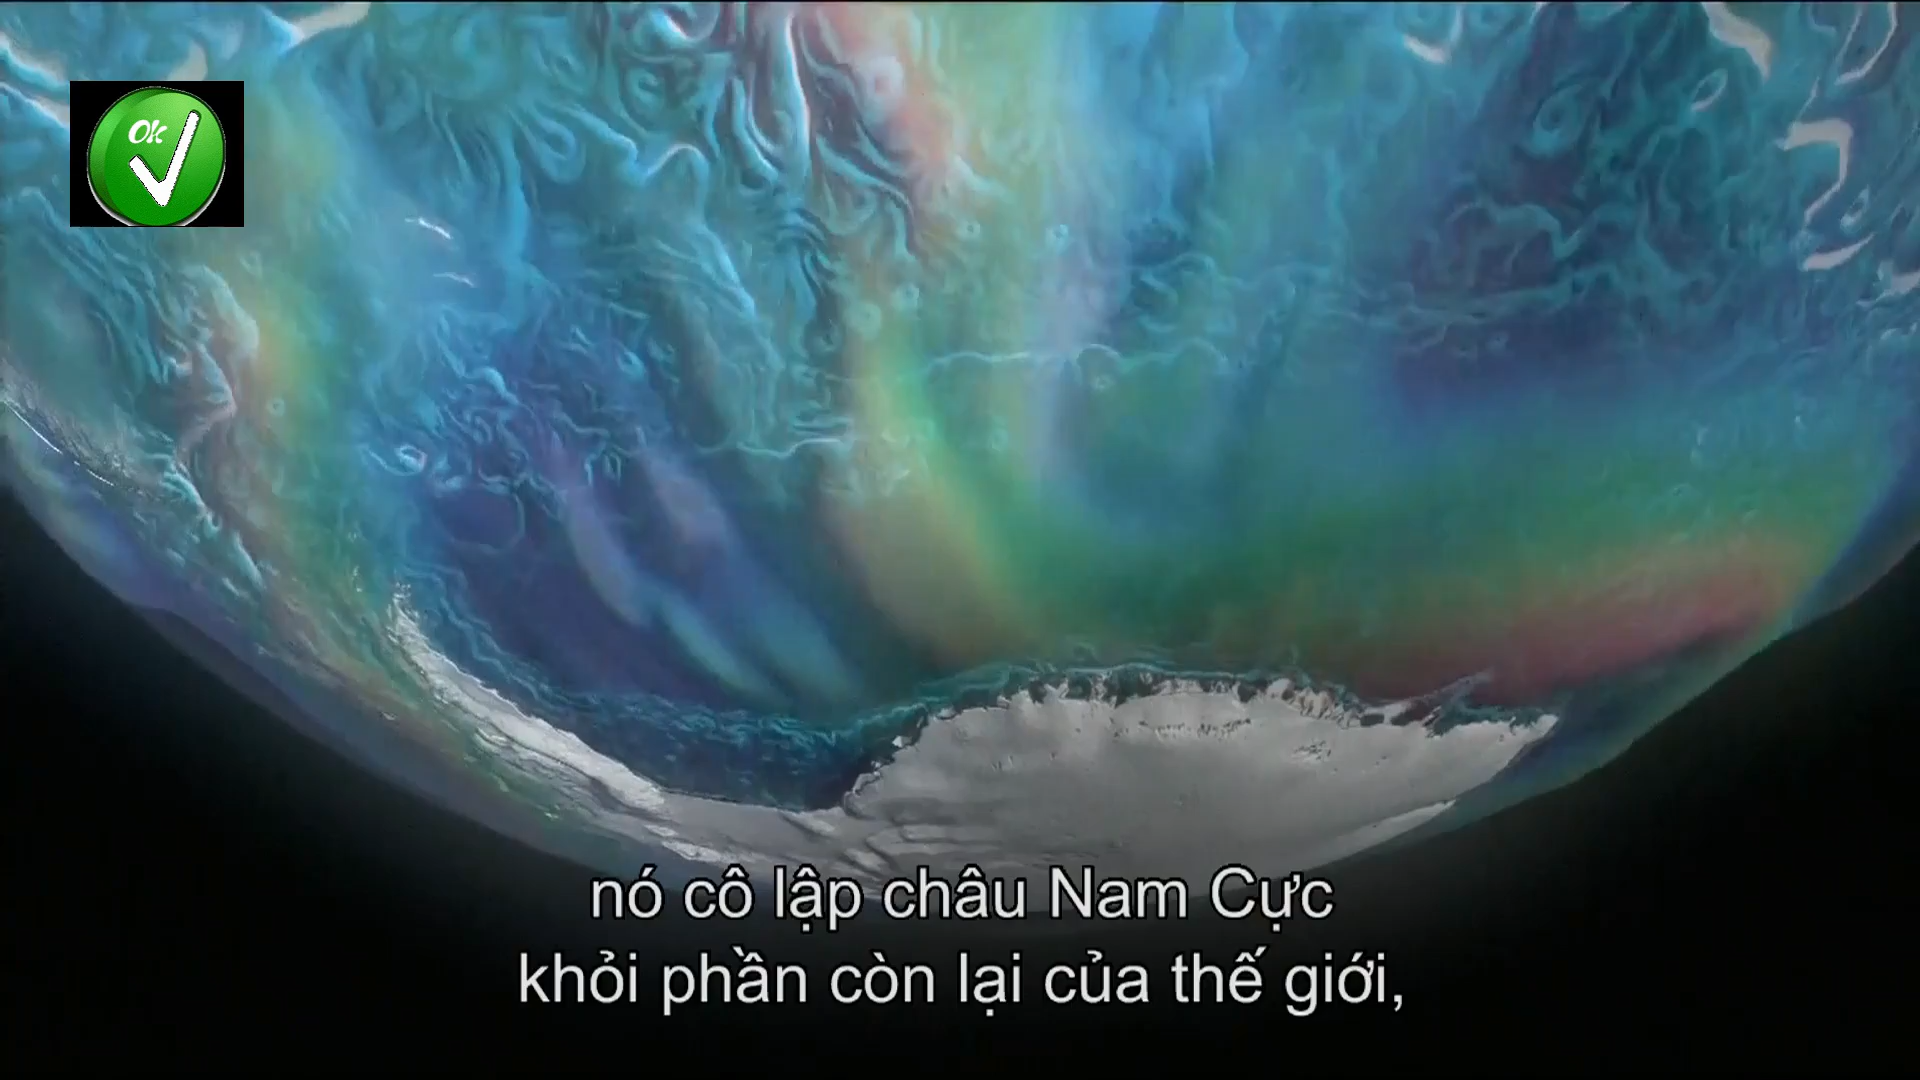 Ok
nó cô lập châu Nam Cực
khỏi phần còn lại của thế giới,